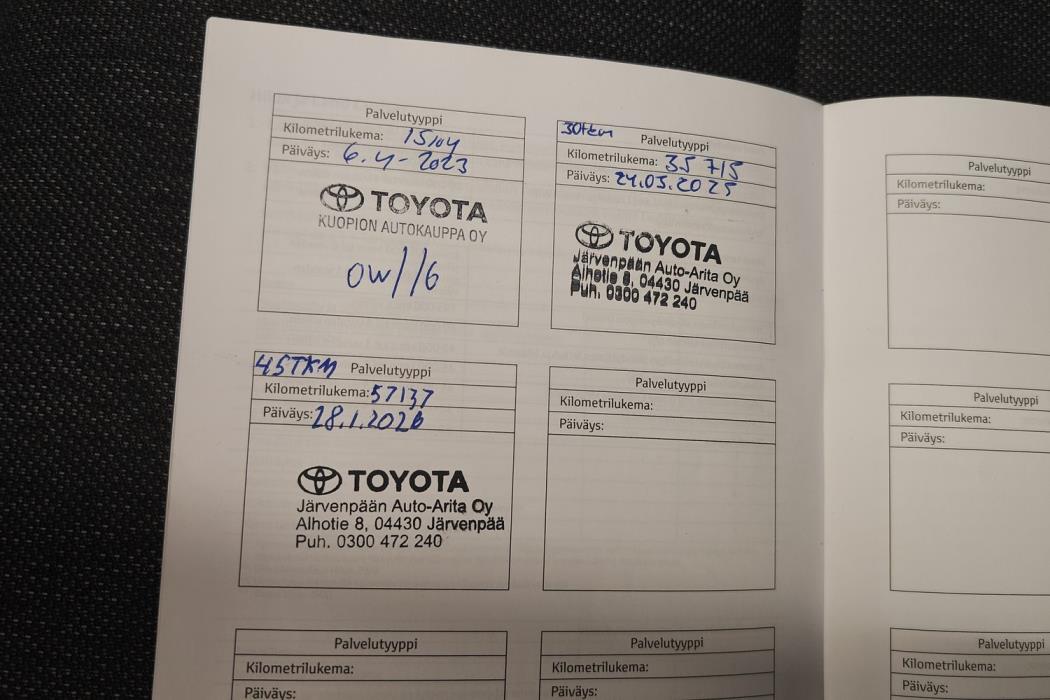 Palvelutyyppi
Kilometrilukema: 15104
Päiväys: 6.4-2023
TOYOTA
KUOPION AUTOKAUPPA OY
30tkm Palvelutyyppi
Kilometrilukema: 35 715
Päiväys: 24.03.2025
TOYOTA
Järvenpään Auto-Arita Oy
Alhotie 8, 04430 Järvenpää
Puh. 0300 472 240
Palvelutyyppi
Kilometrilukema:
Päiväys:
45TKM Palvelutyyppi
Kilometrilukema: 57137
Päiväys: 28.1.2026
TOYOTA
Järvenpään Auto-Arita Oy
Alhotie 8, 04430 Järvenpää
Puh. 0300 472 240
Palvelutyyppi
Kilometrilukema:
Päiväys:
Palvelutyyppi
Kilometrilukema:
Päiväys:
Palvelutyyppi
Kilometrilukema:
Päiväys:
Palvelutyyppi
Kilometrilukema:
Päiväys:
Palvelutyyppi
Kilometrilukema:
Päiväys: